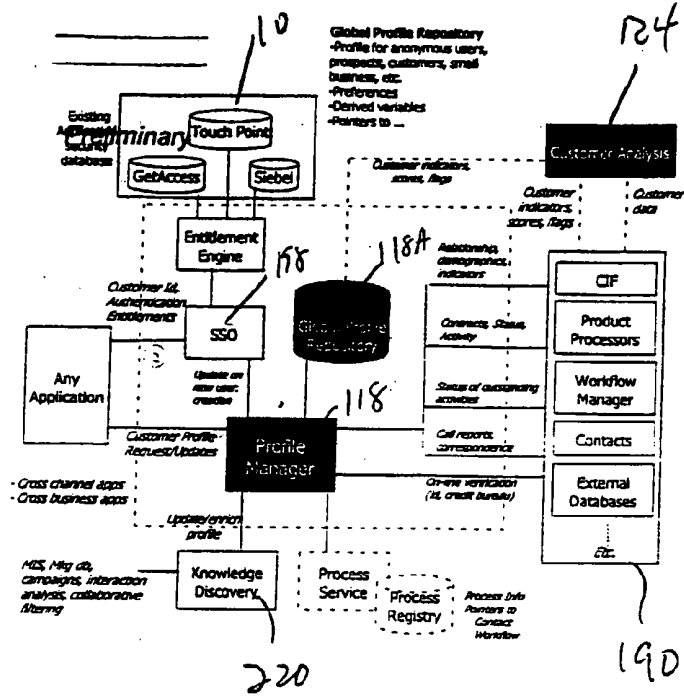 10
Global Profile Repository
-Profile for anonymous users,
prospects, customers, small
business, etc.
-Preferences
-Derived variables
-Pointers to ...
124
Existing
security
database
Preliminary
Touch Point
GetAccess
Siebel
Customer indicators,
scores, flags
Customer Analysis
Customer
indicators,
scores, flags
Customer
data
Entitlement
Engine
198
118A
Customer Id,
Authentication,
Entitlements
SSO
Global Profile
Repository
Relationship,
demographics,
indicators
CIF
Contracts, Status,
Activity
Product
Processors
Any
Application
Update on
new user,
Status of outstanding
activities
Workflow
Manager
118
Customer Profile
Request/Updates
Profile
Manager
Call reports,
correspondence
Contacts
On-line verification
(id, credit bureau)
External
Databases
Etc.
- Cross channel apps
- Cross business apps
Update/enrich
profile
MIS, Mkg db,
campaigns, interaction
analysis, collaborative
filtering
Knowledge
Discovery
Process
Service
Process
Registry
Process Info
Pointers to
Contact
Workflow
220
190